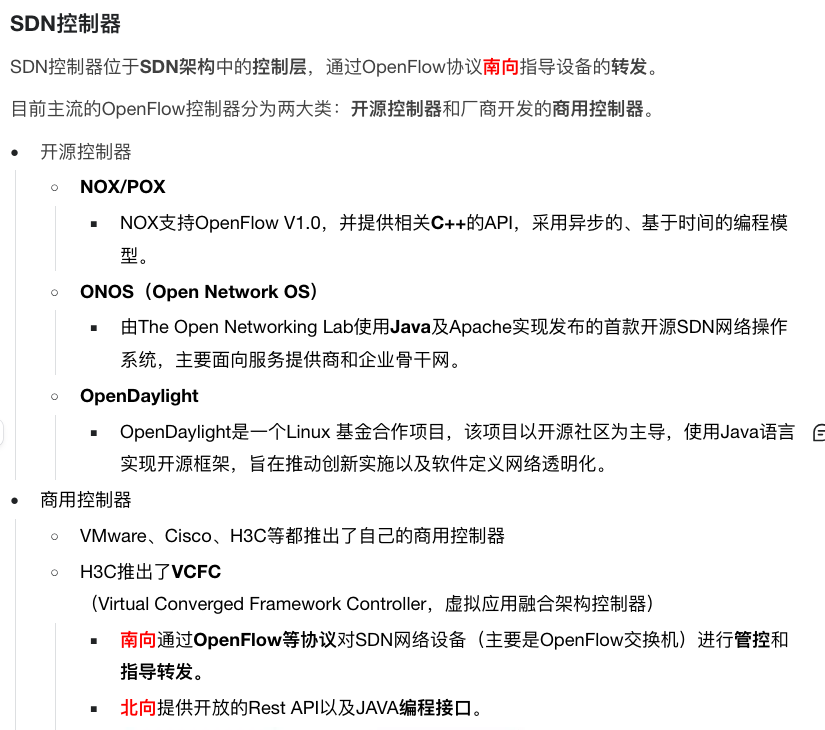 SDN控制器
SDN控制器位于SDN架构中的控制层，通过OpenFlow协议南向指导设备的转发。
目前主流的OpenFlow控制器分为两大类：开源控制器和厂商开发的商用控制器。
• 开源控制器
○ NOX/POX
▪ NOX支持OpenFlow V1.0，并提供相关C++的API，采用异步的、基于时间的编程模
型。
○ ONOS（Open Network OS）
▪ 由The Open Networking Lab使用Java及Apache实现发布的首款开源SDN网络操作
系统，主要面向服务提供商和企业骨干网。
○ OpenDaylight
▪ OpenDaylight是一个Linux 基金合作项目，该项目以开源社区为主导，使用Java语言
实现开源框架，旨在推动创新实施以及软件定义网络透明化。
• 商用控制器
○ VMware、Cisco、H3C等都推出了自己的商用控制器
○ H3C推出了VCFC
（Virtual Converged Framework Controller，虚拟应用融合架构控制器）
▪ 南向通过OpenFlow等协议对SDN网络设备（主要是OpenFlow交换机）进行管控和
指导转发。
▪ 北向提供开放的Rest API以及JAVA编程接口。